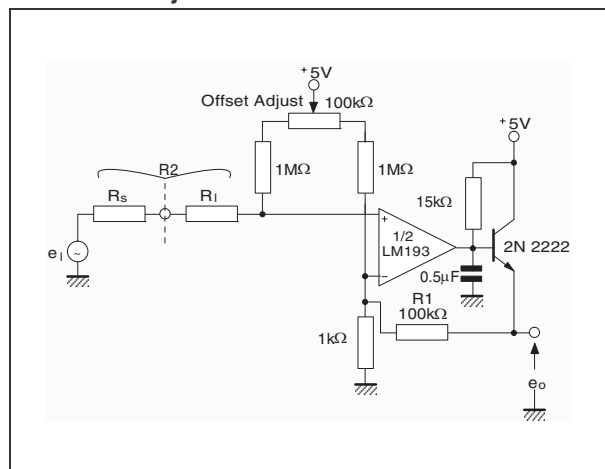 +5V
Offset Adjust
100kΩ
+5V
R2
1MΩ
1MΩ
15kΩ
Rs
Rl
+
1/2
LM193
2N 2222
el
~
0.5μF
−
R1
100kΩ
1kΩ
eo